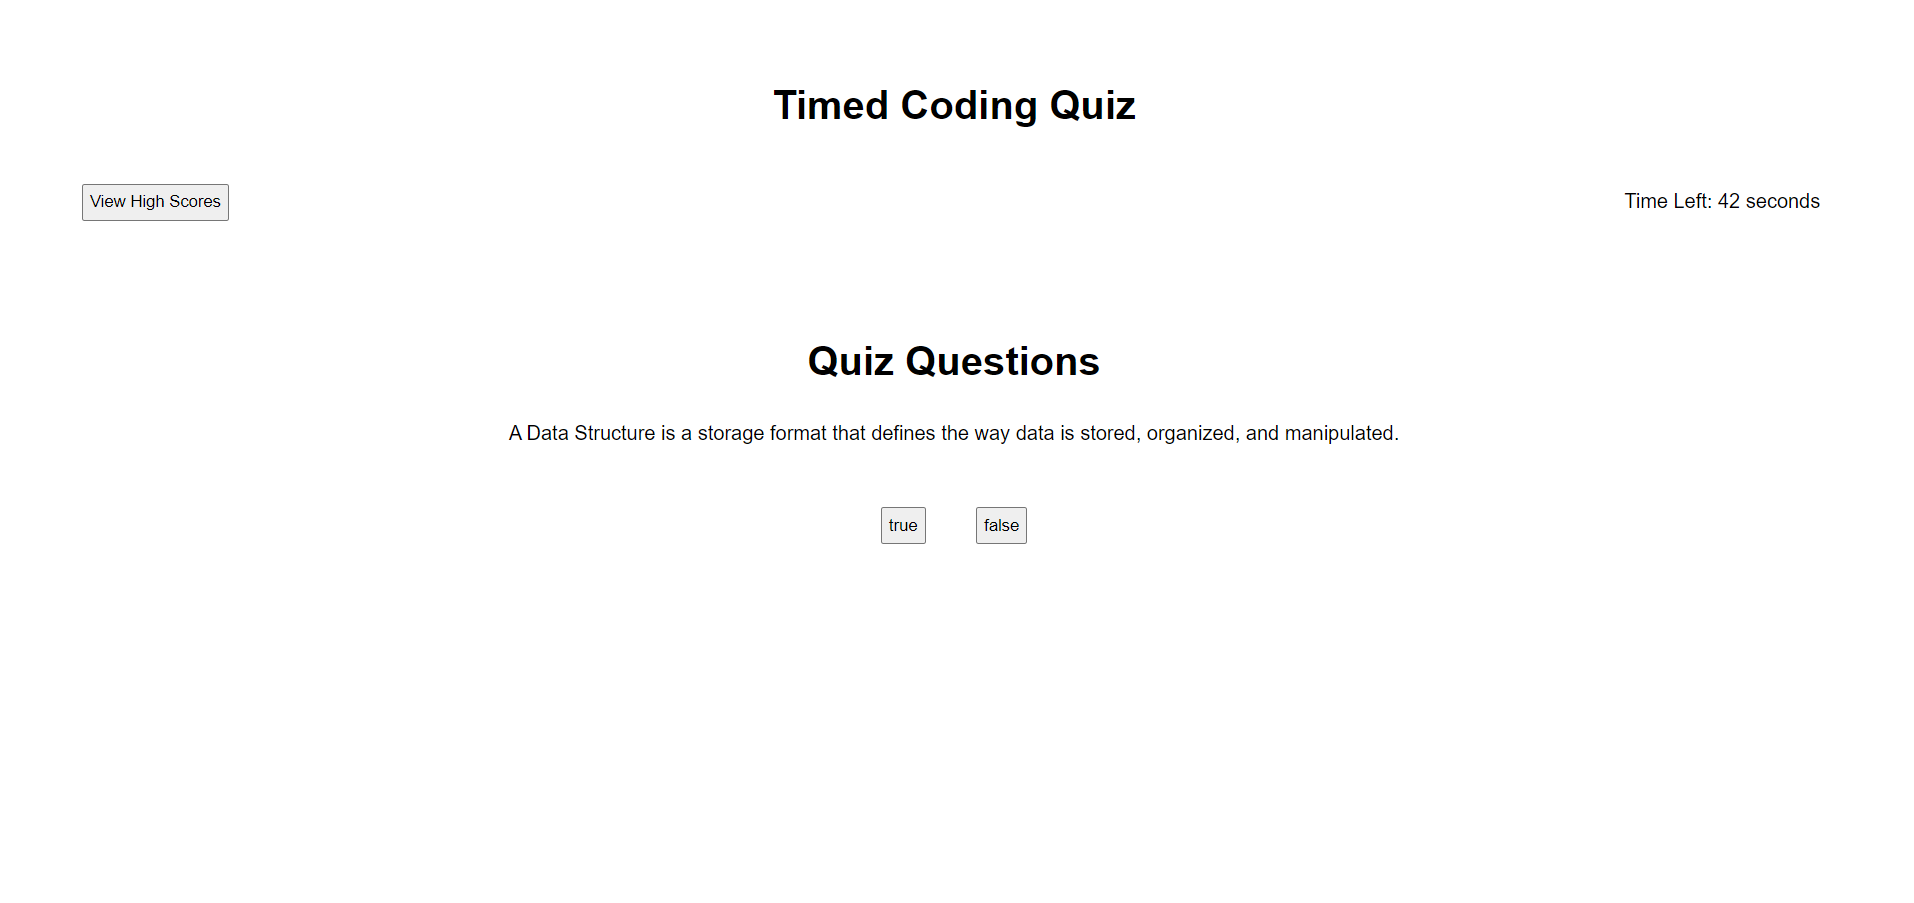 Timed Coding Quiz
View High Scores
Time Left: 42 seconds
Quiz Questions
A Data Structure is a storage format that defines the way data is stored, organized, and manipulated.
true
false